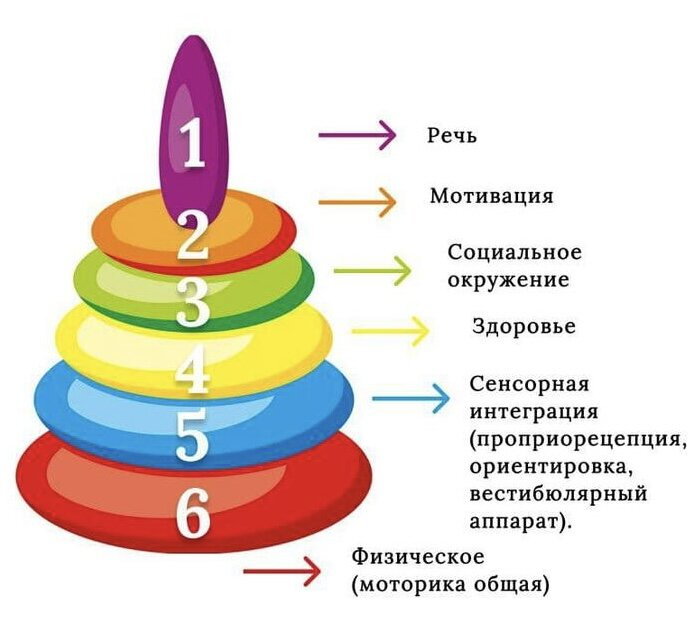 1
Речь
2
Мотивация
3
Социальное
окружение
4
Здоровье
5
Сенсорная
интеграция
(проприорецепция,
ориентировка,
вестибюлярный
аппарат).
6
Физическое
(моторика общая)